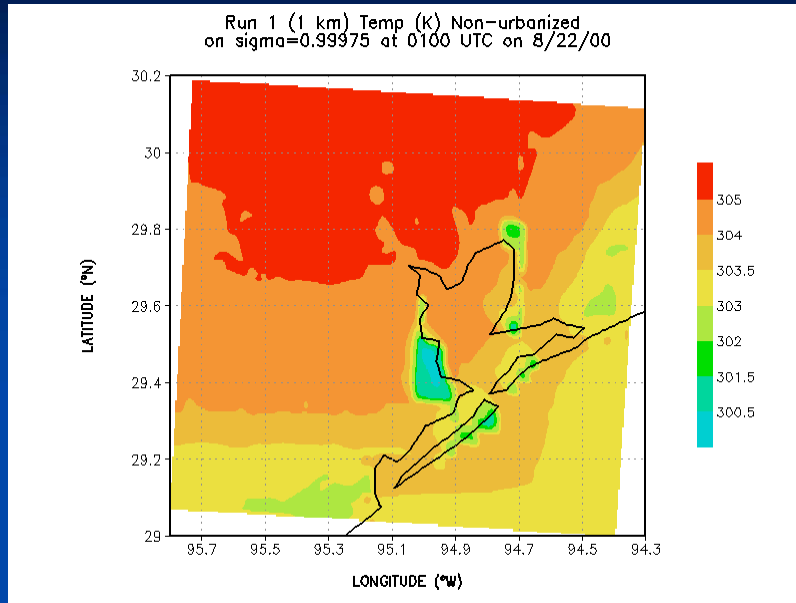 Run 1 (1 km) Temp (K) Non-urbanized
on sigma=0.99975 at 0100 UTC on 8/22/00
30.2
30
29.8
29.6
29.4
29.2
29
LATITUDE (°N)
95.7 95.5 95.3 95.1 94.9 94.7 94.5 94.3
LONGITUDE (°W)
305
304
303.5
303
302
301.5
300.5